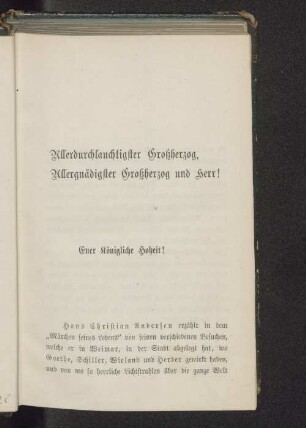 Allerdurchlauchtigster Großherzog,
Allergnädigster Großherzog und Herr!
Euer Königliche Hoheit!
Hans Christian Andersen erzählt in dem
„Märchen seines Lebens“ von seinen verschiedenen Besuchen,
welche er in Weimar, in der Stadt abgelegt hat, wo
Goethe, Schiller, Wieland und Herder gewirkt haben,
und von wo so herrliche Lichtstrahlen über die ganze Welt